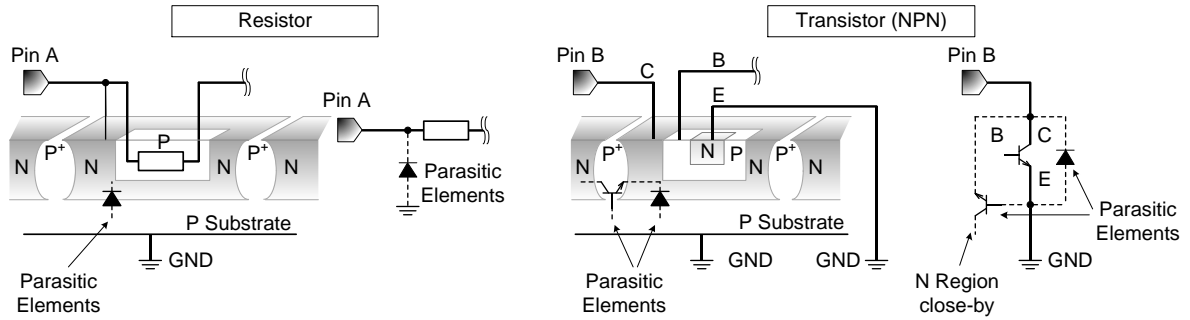 Resistor
Transistor (NPN)
Pin A
Pin B
Pin B
C
B
E
Pin A
P
N
P+
N
N
P+
N
Parasitic
Elements
P Substrate
GND
Parasitic
Elements
N
P+
N
N
P
P+
N
N
P Substrate
GND
GND
Parasitic
Elements
B
C
E
Parasitic
Elements
GND
N Region
close-by